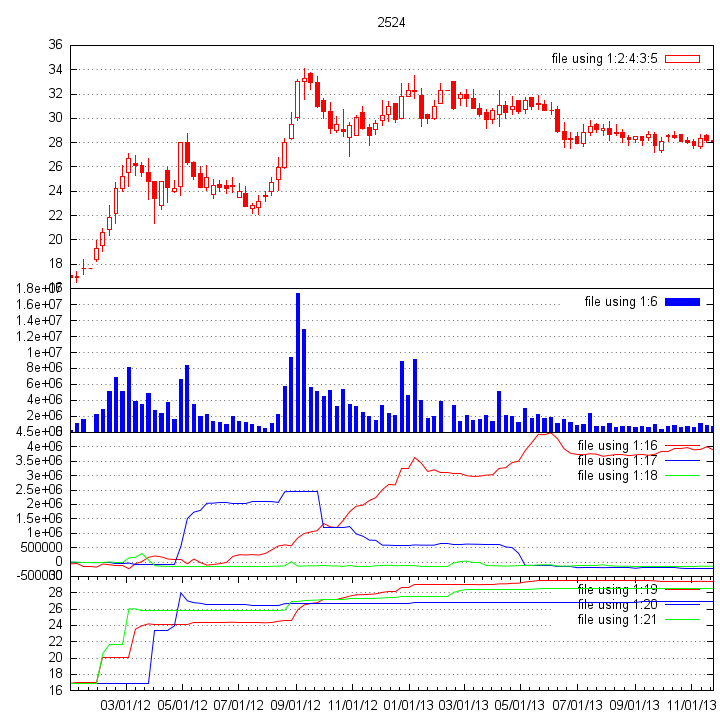 2524
36
file using 1:2:4:3:5
34
32
30
28
26
24
22
20
18
1.8e+07
file using 1:6
1.6e+07
1.4e+07
1.2e+07
1e+07
8e+06
6e+06
4e+06
2e+06
4.5e+06
4e+06
file using 1:16
3.5e+06
file using 1:17
3e+06
file using 1:18
2.5e+06
2e+06
1.5e+06
1e+06
500000
0
-500000
28
file using 1:19
26
file using 1:20
24
file using 1:21
22
20
18
16
03/01/12 05/01/12 07/01/12 09/01/12 11/01/12 01/01/13 03/01/13 05/01/13 07/01/13 09/01/13 11/01/13